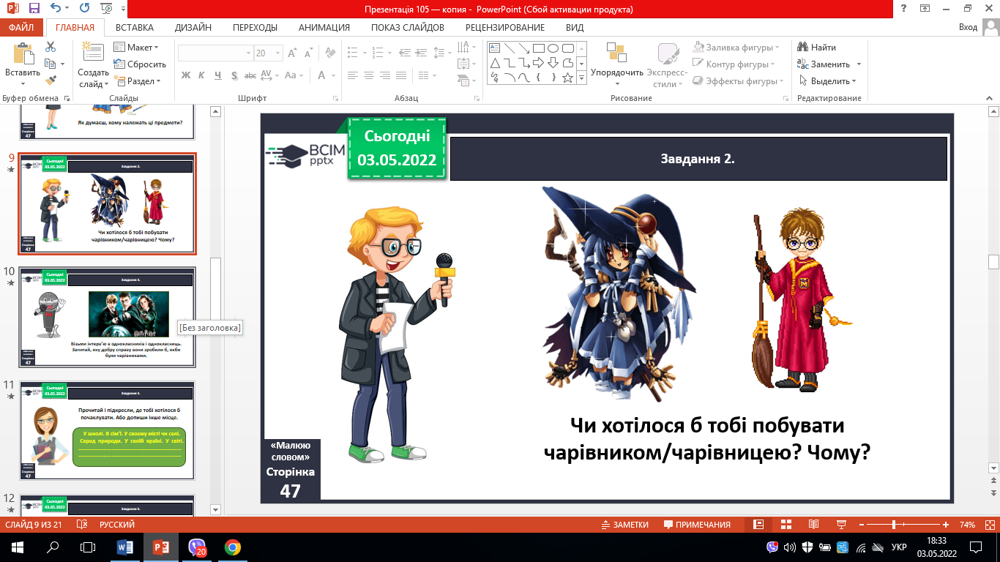 Презентація 105 — копия - PowerPoint (Сбой активации продукта)
ФАЙЛ ГЛАВНАЯ ВСТАВКА ДИЗАЙН ПЕРЕХОДЫ АНИМАЦИЯ ПОКАЗ СЛАЙДОВ РЕЦЕНЗИРОВАНИЕ ВИД Вход
Вставить
Буфер обмена
Создать слайд
Макет
Сбросить
Раздел
Слайды
20
Ж К Ч S abc AV Aa A
Шрифт
Абзац
Упорядочить
Экспресс-стили
Заливка фигуры
Контур фигуры
Эффекты фигуры
Рисование
Найти
Заменить
Выделить
Редактирование
Як думаєш, кому належать ці предмети?
Сторінка
47
9
Сьогодні
03.05.2022
Завдання 2.
Чи хотілося б тобі побувати
чарівником/чарівницею? Чому?
Сторінка
47
10
Сьогодні
03.05.2022
Завдання 3.
Візьми інтерв'ю в однокласників і однокласниць.
Запитай, яку добру справу вони зробили б, якби
були чарівниками.
Сторінка
47
[Без заголовка]
11
Сьогодні
03.05.2022
Прочитай і підкресли, де тобі хотілося б
почаклувати. Або допиши інше місце.
У школі. В сім'ї. У своєму місті чи селі.
Серед природи. У своїй країні. У світі.
Сторінка
47
12
Сьогодні
03.05.2022
ВСІМ
pptx
Сьогодні
03.05.2022
Завдання 2.
Чи хотілося б тобі побувати
чарівником/чарівницею? Чому?
«Малюю
словом»
Сторінка
47
СЛАЙД 9 ИЗ 21 РУССКИЙ ЗАМЕТКИ ПРИМЕЧАНИЯ 74%
20
УКР
18:33
03.05.2022